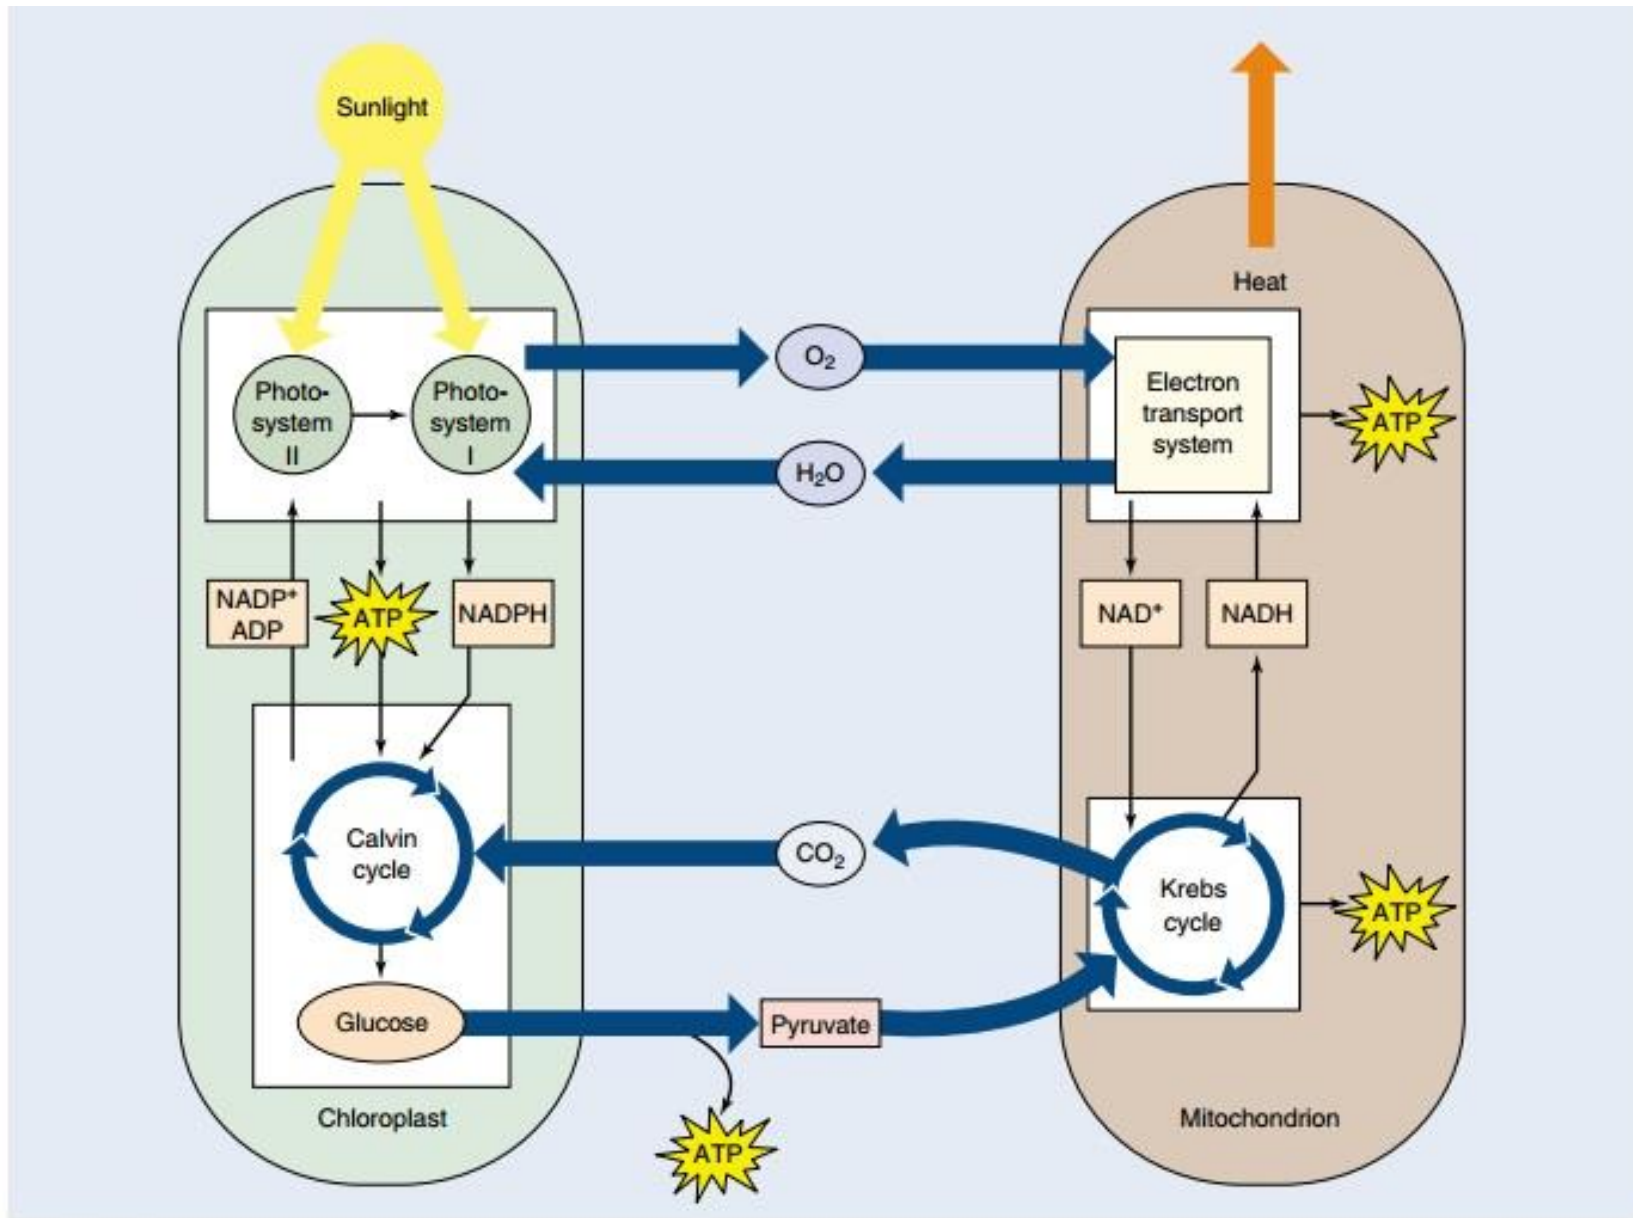 Sunlight
Heat
Photo-
system
II
Photo-
system
I
O₂
H₂O
Electron
transport
system
ATP
NADP⁺
ADP
ATP
NADPH
NAD⁺
NADH
Calvin
cycle
CO₂
Krebs
cycle
ATP
Glucose
Pyruvate
Chloroplast
ATP
Mitochondrion